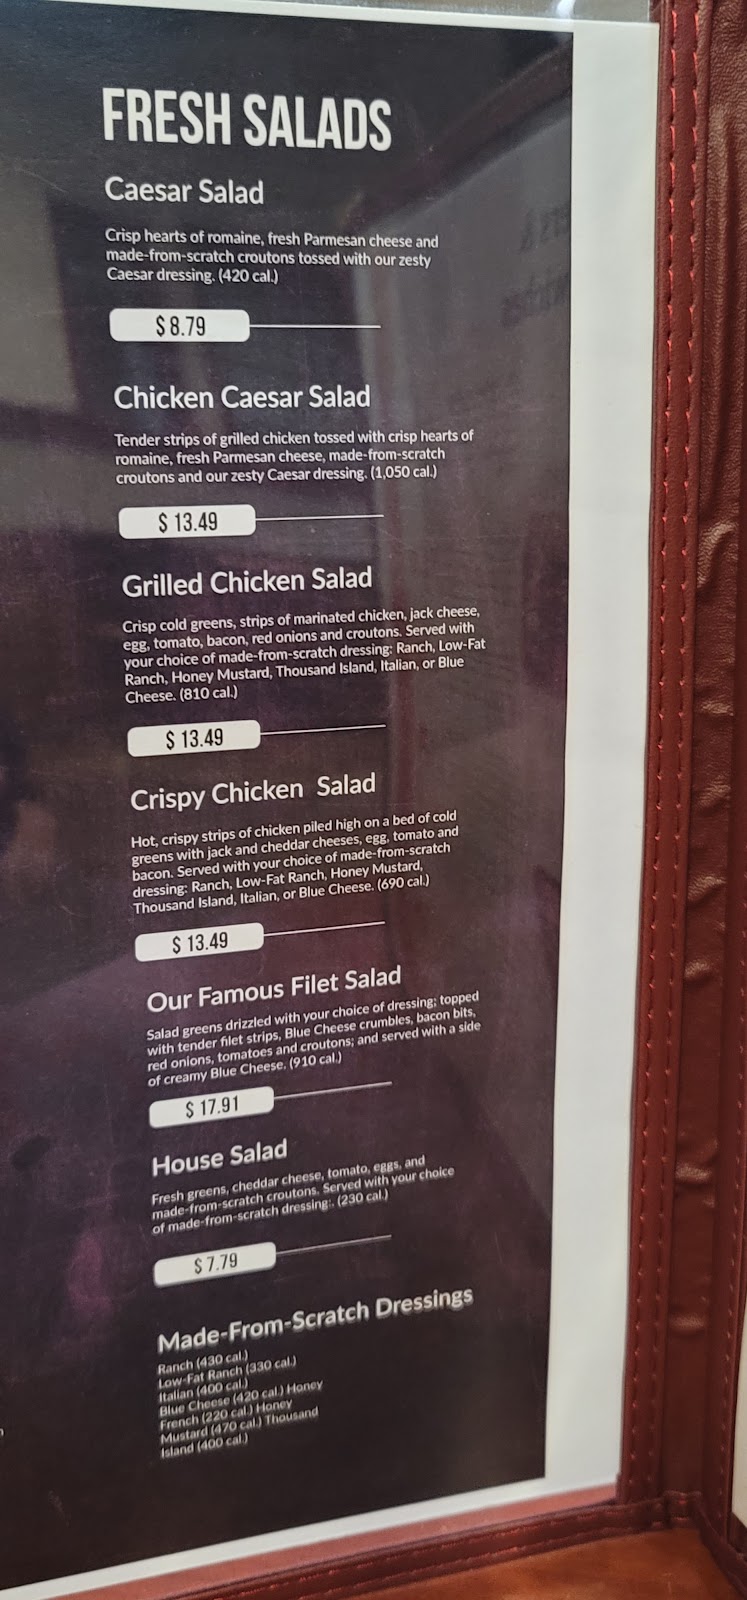 FRESH SALADS
Caesar Salad
Crisp hearts of romaine, fresh Parmesan cheese and
made-from-scratch croutons tossed with our zesty
Caesar dressing. (420 cal.)
$ 8.79
Chicken Caesar Salad
Tender strips of grilled chicken tossed with crisp hearts of
romaine, fresh Parmesan cheese, made-from-scratch
croutons and our zesty Caesar dressing. (1,050 cal.)
$ 13.49
Grilled Chicken Salad
Crisp cold greens, strips of marinated chicken, jack cheese,
egg, tomato, bacon, red onions and croutons. Served with
your choice of made-from-scratch dressing: Ranch, Low-Fat
Ranch, Honey Mustard, Thousand Island, Italian, or Blue
Cheese. (810 cal.)
$ 13.49
Crispy Chicken Salad
Hot, crispy strips of chicken piled high on a bed of cold
greens with jack and cheddar cheeses, egg, tomato and
bacon. Served with your choice of made-from-scratch
dressing: Ranch, Low-Fat Ranch, Honey Mustard,
Thousand Island, Italian, or Blue Cheese. (690 cal.)
$ 13.49
Our Famous Filet Salad
Salad greens drizzled with your choice of dressing; topped
with tender filet strips, Blue Cheese crumbles, bacon bits,
red onions, tomatoes and croutons; and served with a side
of creamy Blue Cheese. (910 cal.)
$ 17.91
House Salad
Fresh greens, cheddar cheese, tomato, eggs, and
made-from-scratch croutons. Served with your choice
of made-from-scratch dressing:. (230 cal.)
$ 7.79
Made-From-Scratch Dressings
Ranch (430 cal.)
Low-Fat Ranch (330 cal.)
Italian (400 cal.)
Blue Cheese (420 cal.) Honey
French (220 cal.) Honey
Mustard (470 cal.) Thousand
Island (400 cal.)